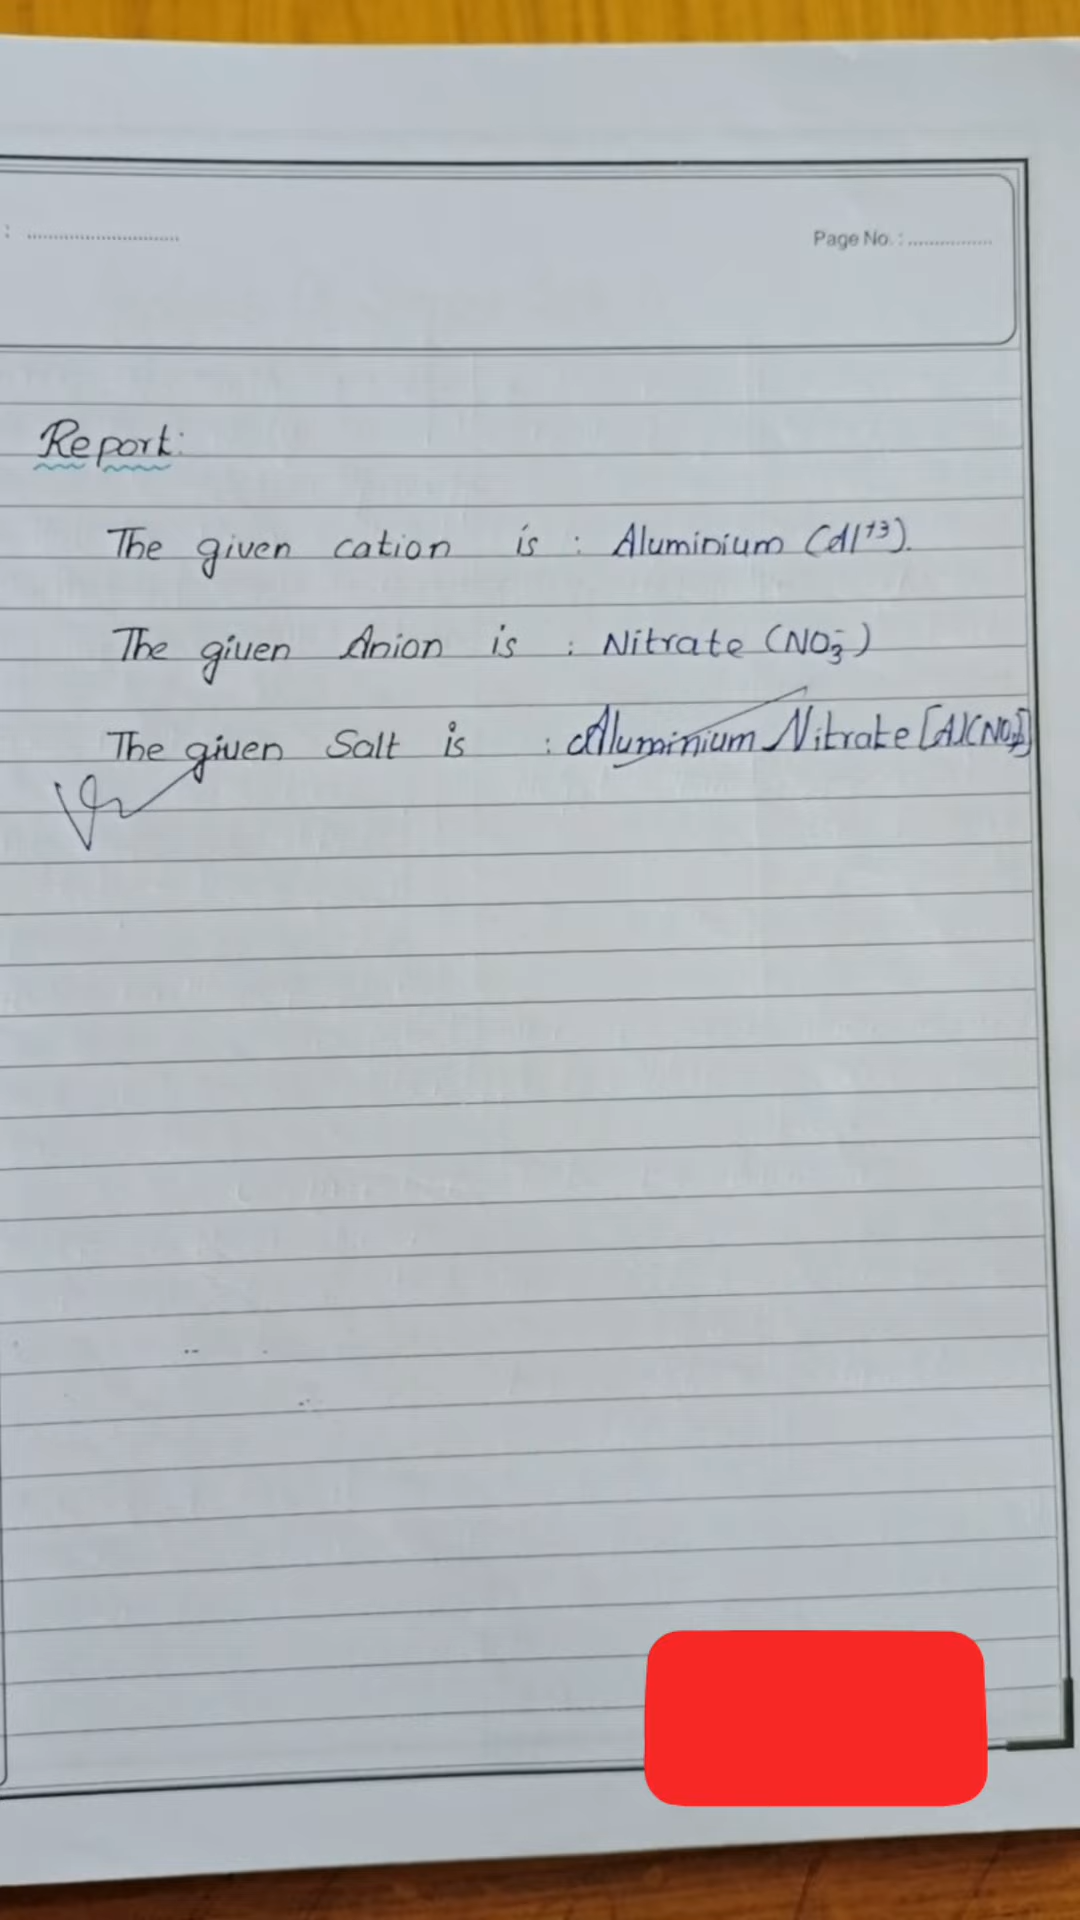 : ............................
Page No. : ................
Report:
The given cation is : Aluminium (Al⁺³).
The given Anion is : Nitrate (NO₃⁻)
The given Salt is : Aluminium Nitrate [Al(NO₃)₃]